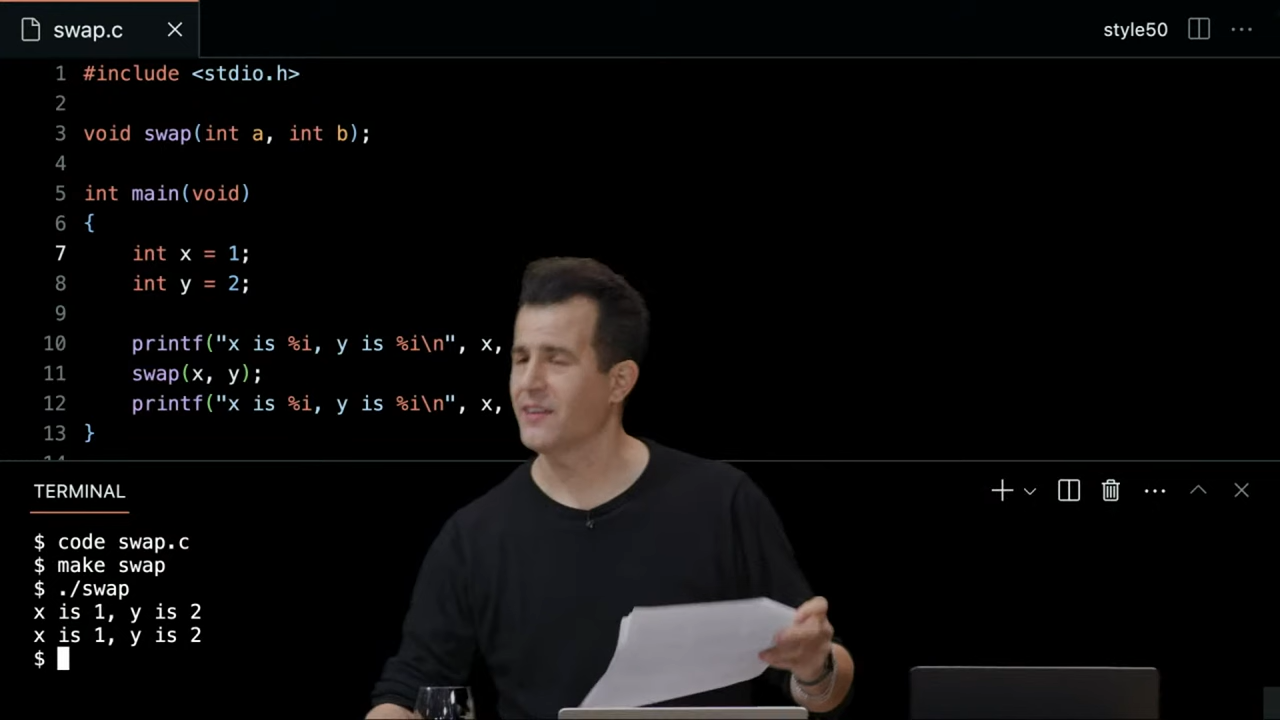 swap.c
style50
1 #include <stdio.h>
2
3 void swap(int a, int b);
4
5 int main(void)
6 {
7     int x = 1;
8     int y = 2;
9
10     printf("x is %i, y is %i\n", x,
11     swap(x, y);
12     printf("x is %i, y is %i\n", x,
13 }
TERMINAL
$ code swap.c
$ make swap
$ ./swap
x is 1, y is 2
x is 1, y is 2
$